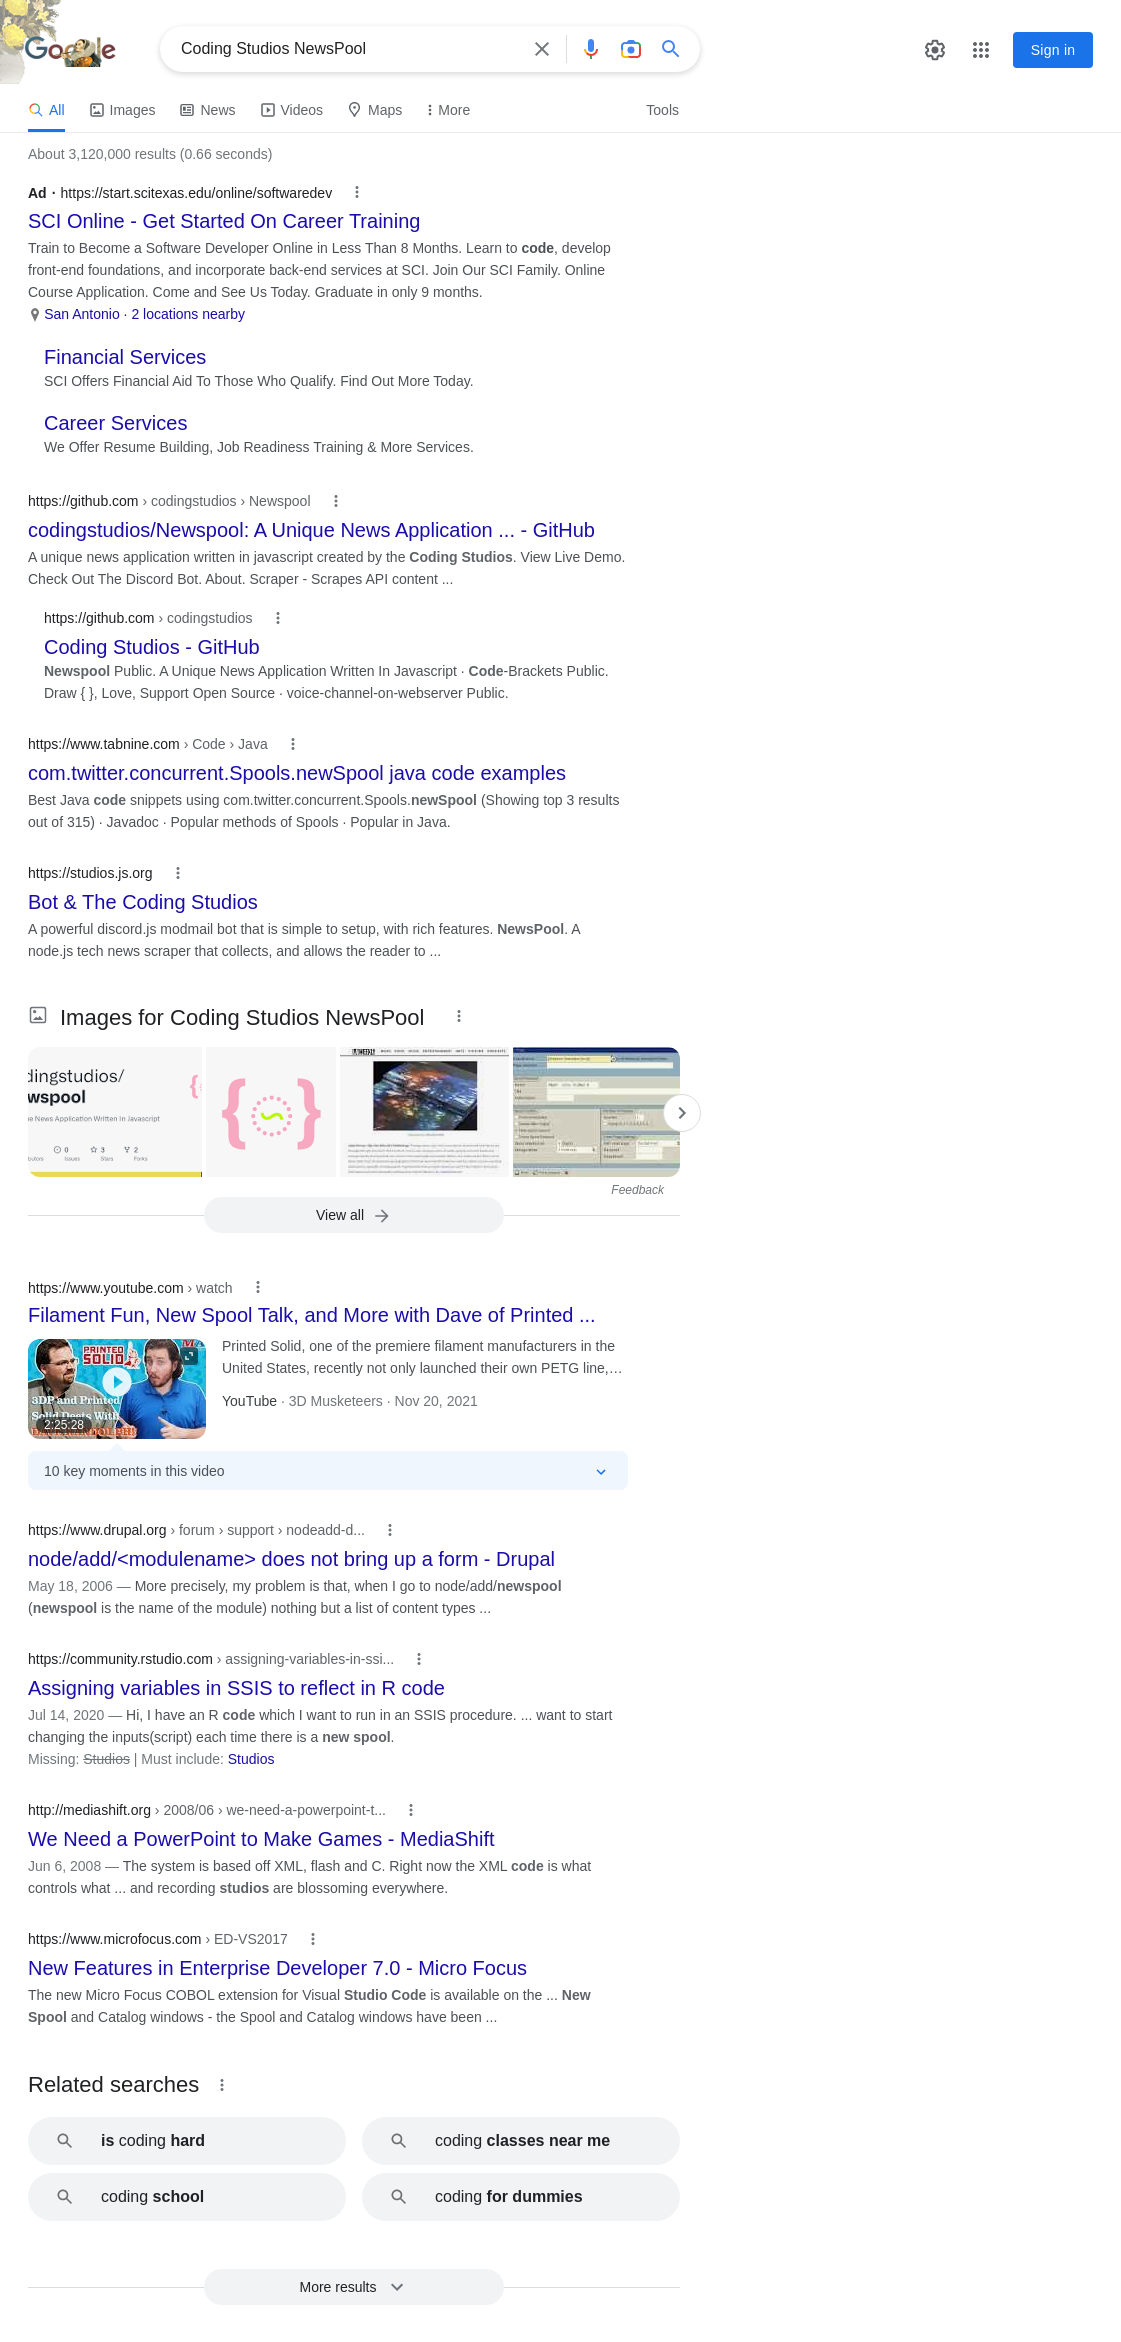 Google
Coding Studios NewsPool
Sign in
All
Images
News
Videos
Maps
More
Tools
About 3,120,000 results (0.66 seconds)
Ad · https://start.scitexas.edu/online/softwaredev
SCI Online - Get Started On Career Training
Train to Become a Software Developer Online in Less Than 8 Months. Learn to code, develop
front-end foundations, and incorporate back-end services at SCI. Join Our SCI Family. Online
Course Application. Come and See Us Today. Graduate in only 9 months.
San Antonio · 2 locations nearby
Financial Services
SCI Offers Financial Aid To Those Who Qualify. Find Out More Today.
Career Services
We Offer Resume Building, Job Readiness Training & More Services.
https://github.com › codingstudios › Newspool
codingstudios/Newspool: A Unique News Application ... - GitHub
A unique news application written in javascript created by the Coding Studios. View Live Demo.
Check Out The Discord Bot. About. Scraper - Scrapes API content ...
https://github.com › codingstudios
Coding Studios - GitHub
Newspool Public. A Unique News Application Written In Javascript · Code-Brackets Public.
Draw { }, Love, Support Open Source · voice-channel-on-webserver Public.
https://www.tabnine.com › Code › Java
com.twitter.concurrent.Spools.newSpool java code examples
Best Java code snippets using com.twitter.concurrent.Spools.newSpool (Showing top 3 results
out of 315) · Javadoc · Popular methods of Spools · Popular in Java.
https://studios.js.org
Bot & The Coding Studios
A powerful discord.js modmail bot that is simple to setup, with rich features. NewsPool. A
node.js tech news scraper that collects, and allows the reader to ...
Images for Coding Studios NewsPool
dingstudios/
wspool
ue News Application Written In Javascript
0
3
2
butors
Issues
Stars
Forks
WEEKLY
Feedback
View all
https://www.youtube.com › watch
Filament Fun, New Spool Talk, and More with Dave of Printed ...
PRINTED SOLID
3DP and Printed
Solid Deets With
2:25:28
Printed Solid, one of the premiere filament manufacturers in the
United States, recently not only launched their own PETG line,...
YouTube · 3D Musketeers · Nov 20, 2021
10 key moments in this video
https://www.drupal.org › forum › support › nodeadd-d...
node/add/<modulename> does not bring up a form - Drupal
May 18, 2006 — More precisely, my problem is that, when I go to node/add/newspool
(newspool is the name of the module) nothing but a list of content types ...
https://community.rstudio.com › assigning-variables-in-ssi...
Assigning variables in SSIS to reflect in R code
Jul 14, 2020 — Hi, I have an R code which I want to run in an SSIS procedure. ... want to start
changing the inputs(script) each time there is a new spool.
Missing: Studios | Must include: Studios
http://mediashift.org › 2008/06 › we-need-a-powerpoint-t...
We Need a PowerPoint to Make Games - MediaShift
Jun 6, 2008 — The system is based off XML, flash and C. Right now the XML code is what
controls what ... and recording studios are blossoming everywhere.
https://www.microfocus.com › ED-VS2017
New Features in Enterprise Developer 7.0 - Micro Focus
The new Micro Focus COBOL extension for Visual Studio Code is available on the ... New
Spool and Catalog windows - the Spool and Catalog windows have been ...
Related searches
is coding hard
coding classes near me
coding school
coding for dummies
More results